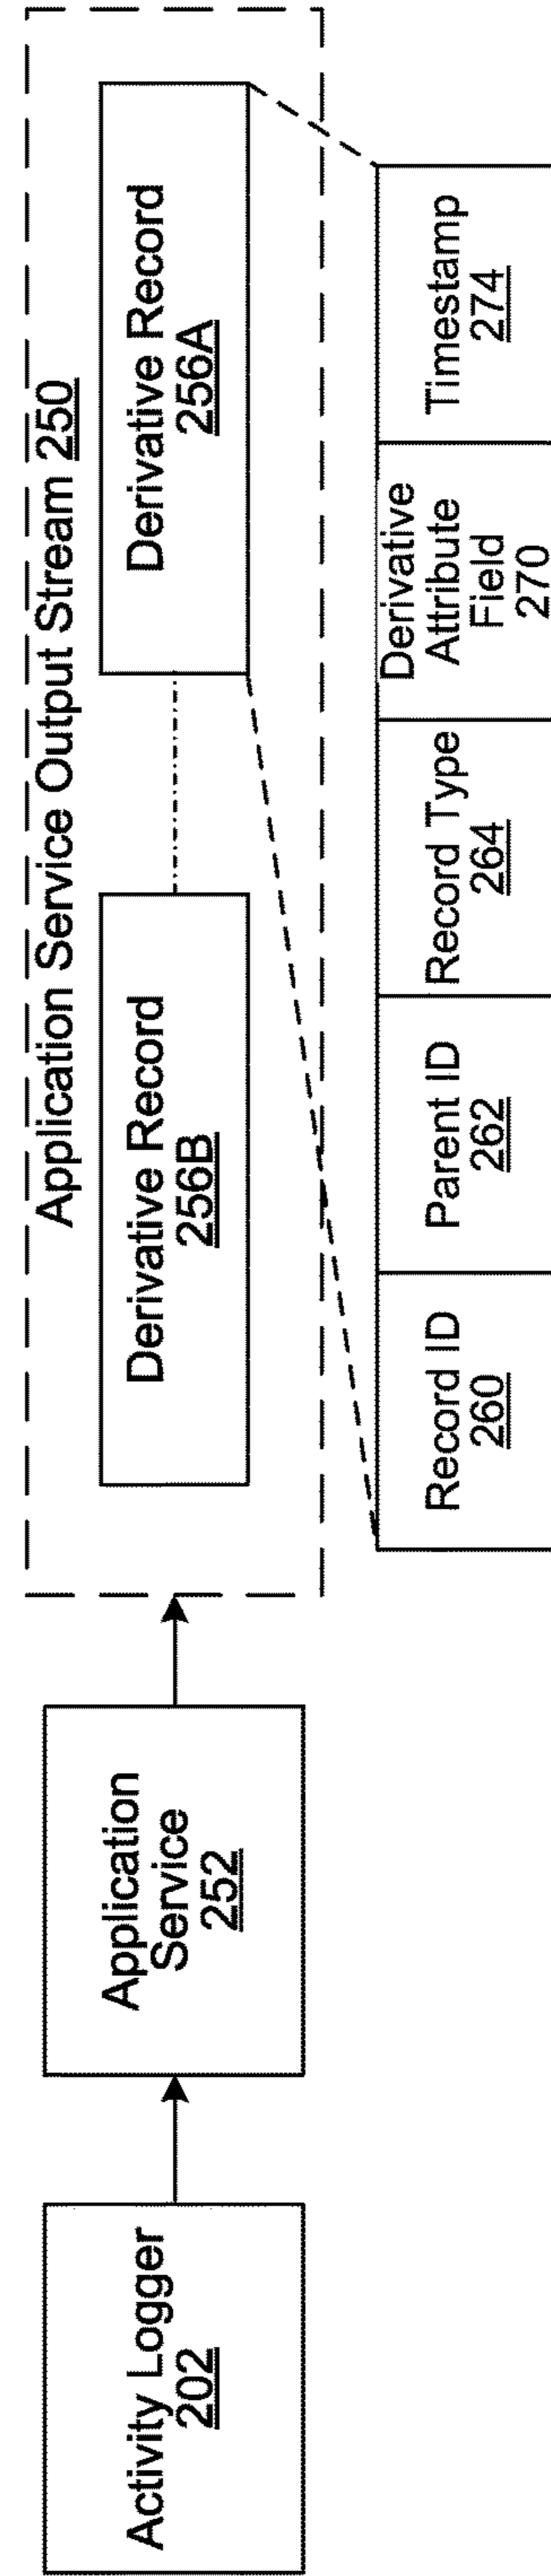 Activity Logger
202
Application
Service
252
Application Service Output Stream 250
Derivative Record
256B
Derivative Record
256A
Record ID
260
Parent ID
262
Record Type
264
Derivative
Attribute
Field
270
Timestamp
274